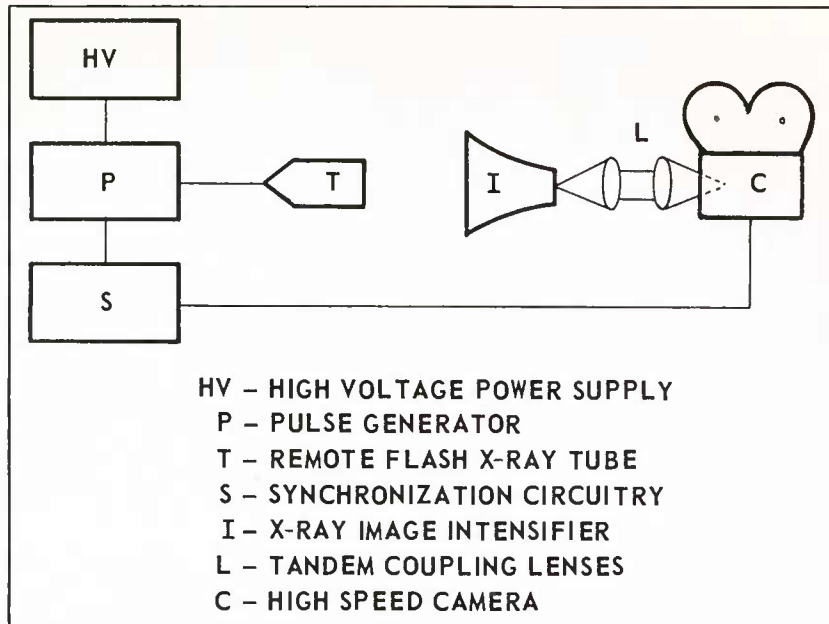 HV
P
T
S
I
L
C
HV – HIGH VOLTAGE POWER SUPPLY
P – PULSE GENERATOR
T – REMOTE FLASH X-RAY TUBE
S – SYNCHRONIZATION CIRCUITRY
I – X-RAY IMAGE INTENSIFIER
L – TANDEM COUPLING LENSES
C – HIGH SPEED CAMERA